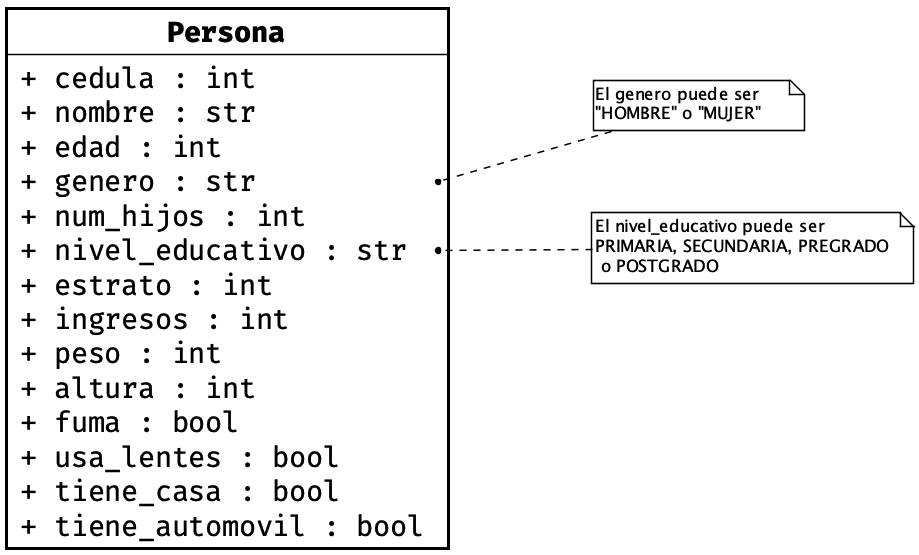 Persona
+ cedula : int
+ nombre : str
+ edad : int
+ genero : str
+ num_hijos : int
+ nivel_educativo : str
+ estrato : int
+ ingresos : int
+ peso : int
+ altura : int
+ fuma : bool
+ usa_lentes : bool
+ tiene_casa : bool
+ tiene_automovil : bool
El genero puede ser
"HOMBRE" o "MUJER"
El nivel_educativo puede ser
PRIMARIA, SECUNDARIA, PREGRADO
o POSTGRADO